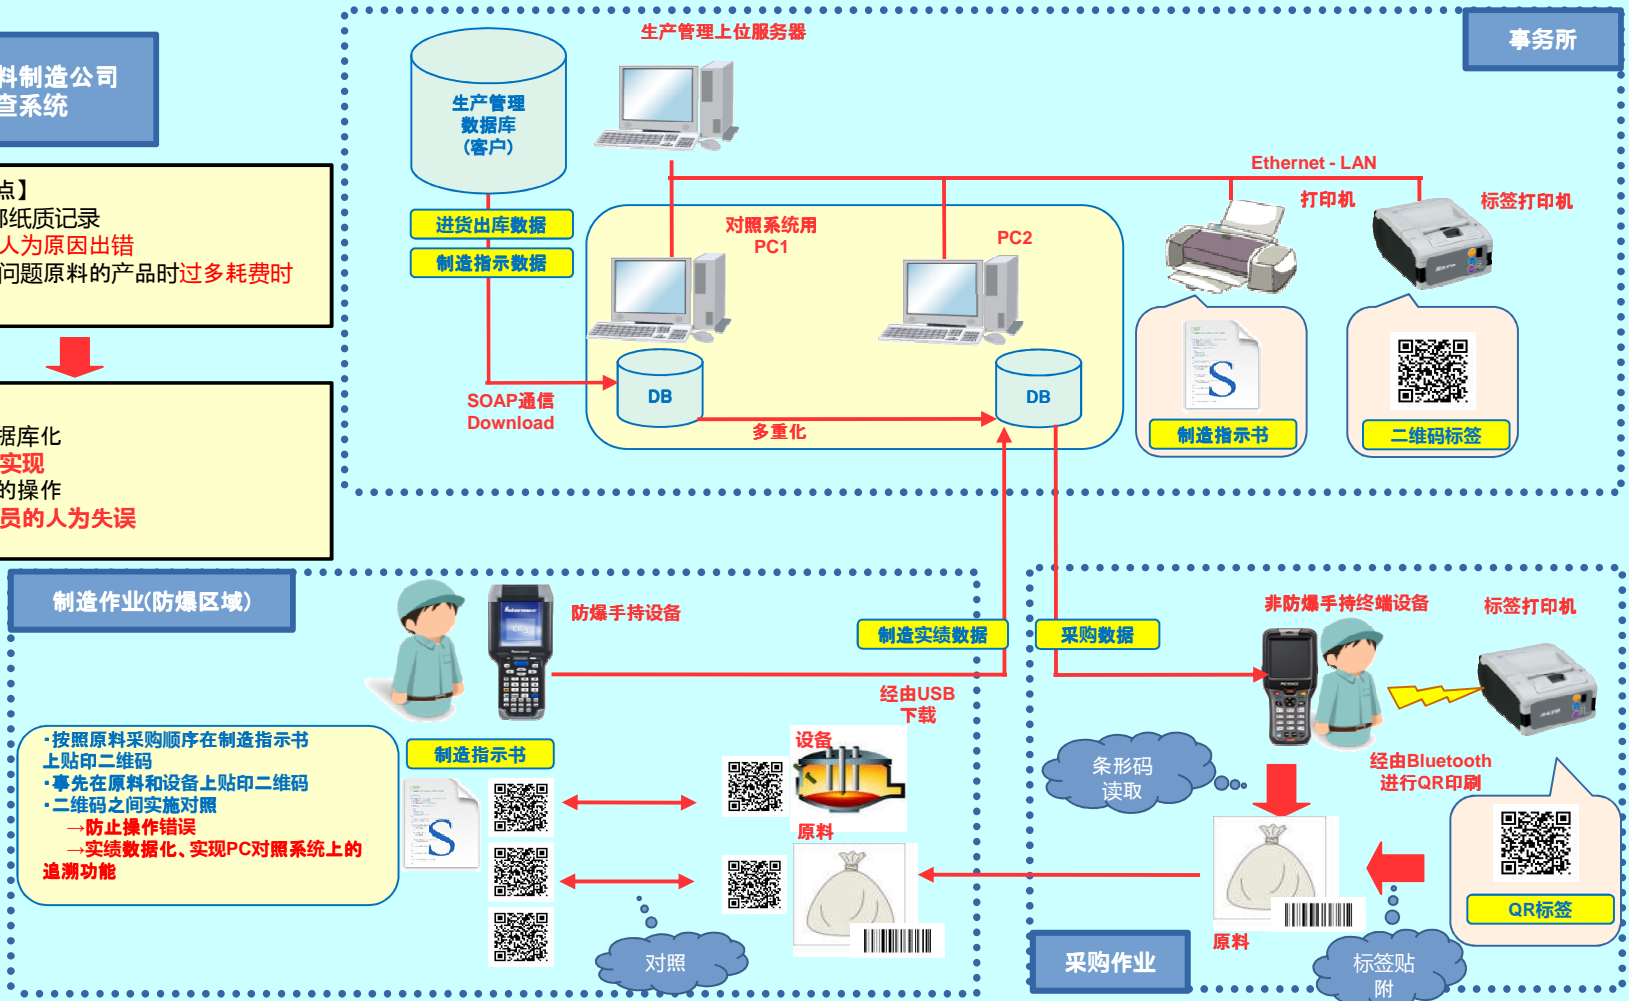 料制造公司
查系统
点】
部纸质记录
人为原因出错
问题原料的产品时过多耗费时
据库化
实现
的操作
员的人为失误
事务所
生产管理上位服务器
生产管理
数据库
(客户)
Ethernet - LAN
打印机
标签打印机
进货出库数据
制造指示数据
对照系统用
PC1
PC2
SOAP通信
Download
DB
DB
多重化
S
制造指示书
二维码标签
制造作业(防爆区域)
防爆手持设备
Intermec
制造实绩数据
采购数据
非防爆手持终端设备
标签打印机
经由USB
下载
・按照原料采购顺序在制造指示书
上贴印二维码
・事先在原料和设备上贴印二维码
・二维码之间实施对照
→防止操作错误
→实绩数据化、实现PC对照系统上的
追溯功能
制造指示书
S
设备
原料
对照
条形码
读取
经由Bluetooth
进行QR印刷
QR标签
原料
采购作业
标签贴
附